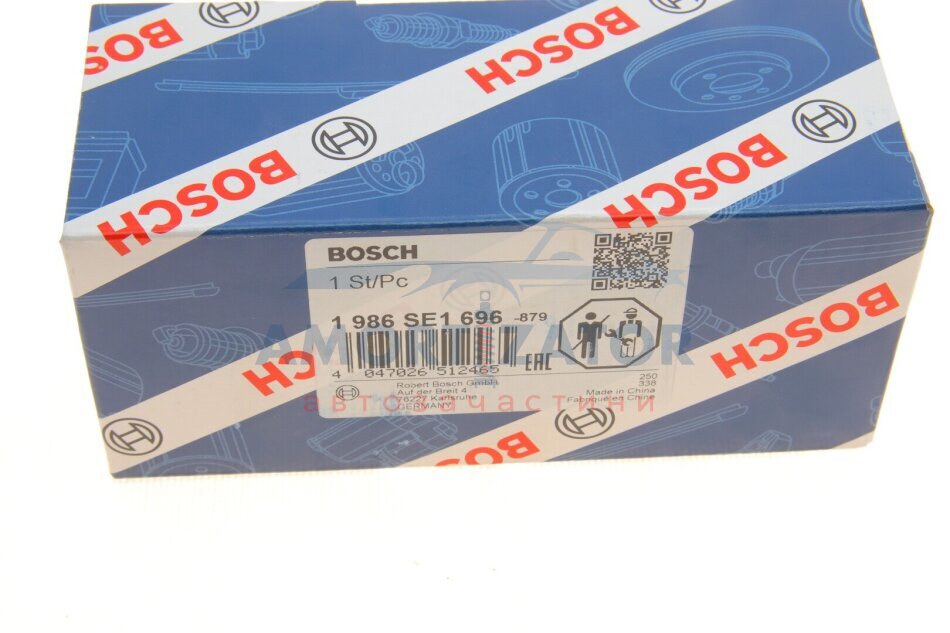 BOSCH
BOSCH
BOSCH
BOSCH
BOSCH
1 St/Pc
1 986 SE1 696 -879
4 047026 512465
EAC
Robert Bosch GmbH
Auf der Breit 4
76227 Karlsruhe
GERMANY
250
338
Made in China
Fabriqué en Chine
AMORTIZATOR
автозапчастини
BOSCH
BOSCH
BOSCH